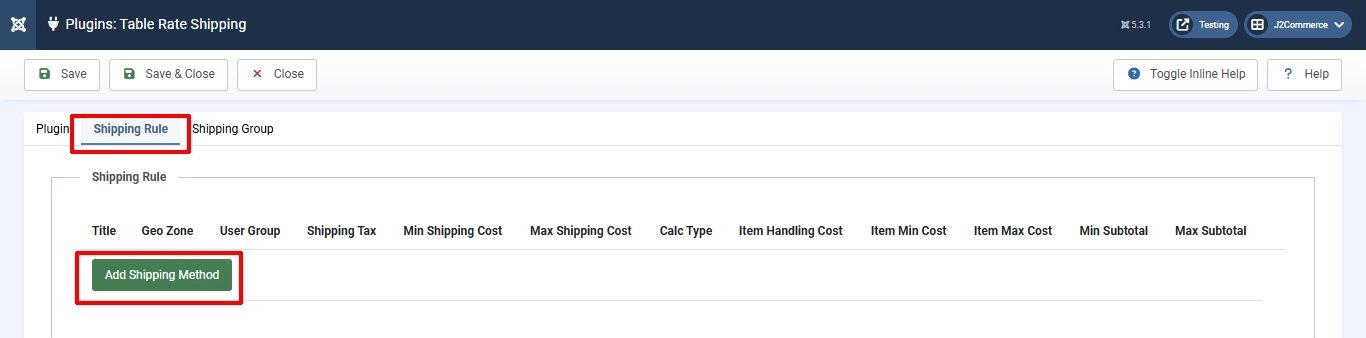 Plugins: Table Rate Shipping
5.3.1
Testing
J2Commerce
Save
Save & Close
Close
Toggle Inline Help
Help
Plugin
Shipping Rule
Shipping Group
Shipping Rule
Title Geo Zone User Group Shipping Tax Min Shipping Cost Max Shipping Cost Calc Type Item Handling Cost Item Min Cost Item Max Cost Min Subtotal Max Subtotal
Add Shipping Method